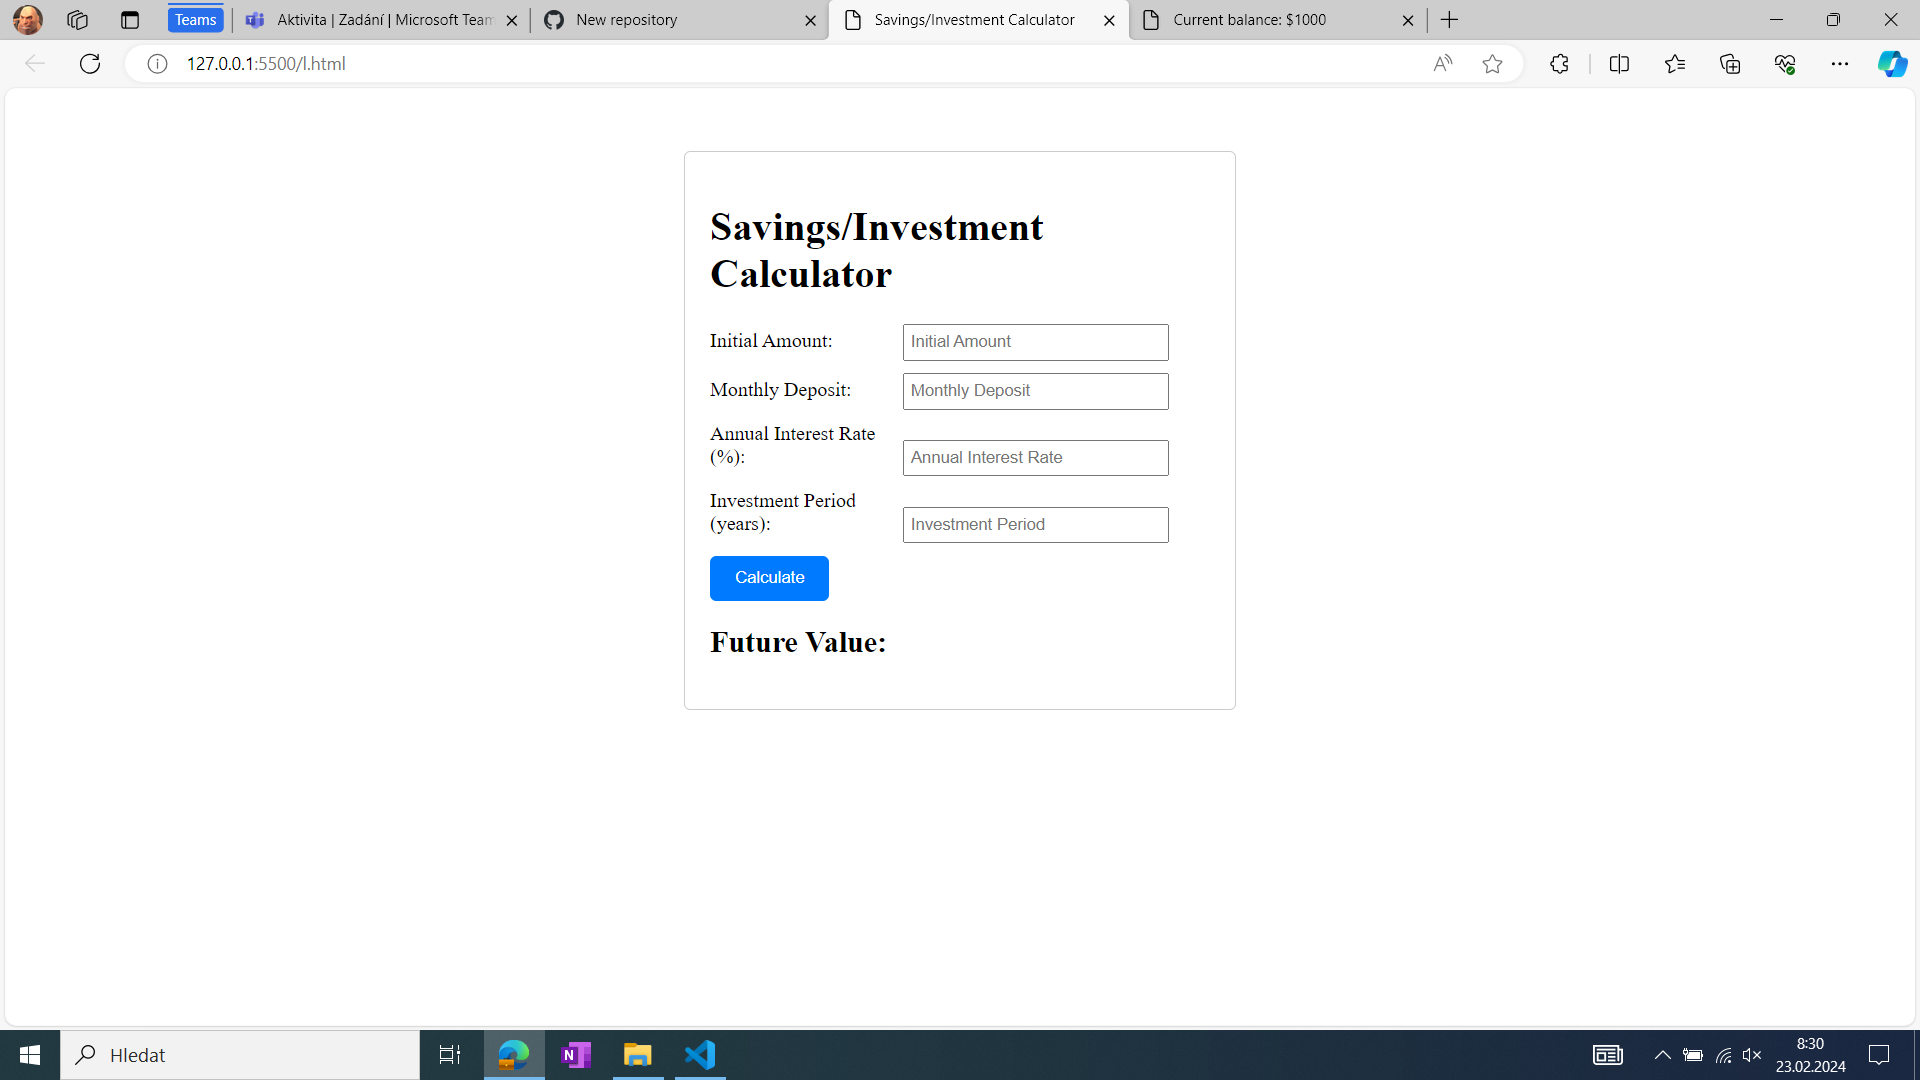 Teams
Aktivita | Zadání | Microsoft Team
New repository
Savings/Investment Calculator
Current balance: $1000
127.0.0.1:5500/l.html
Savings/Investment
Calculator
Initial Amount:
Initial Amount
Monthly Deposit:
Monthly Deposit
Annual Interest Rate
(%):
Annual Interest Rate
Investment Period
(years):
Investment Period
Calculate
Future Value:
Hledat
8:30
23.02.2024